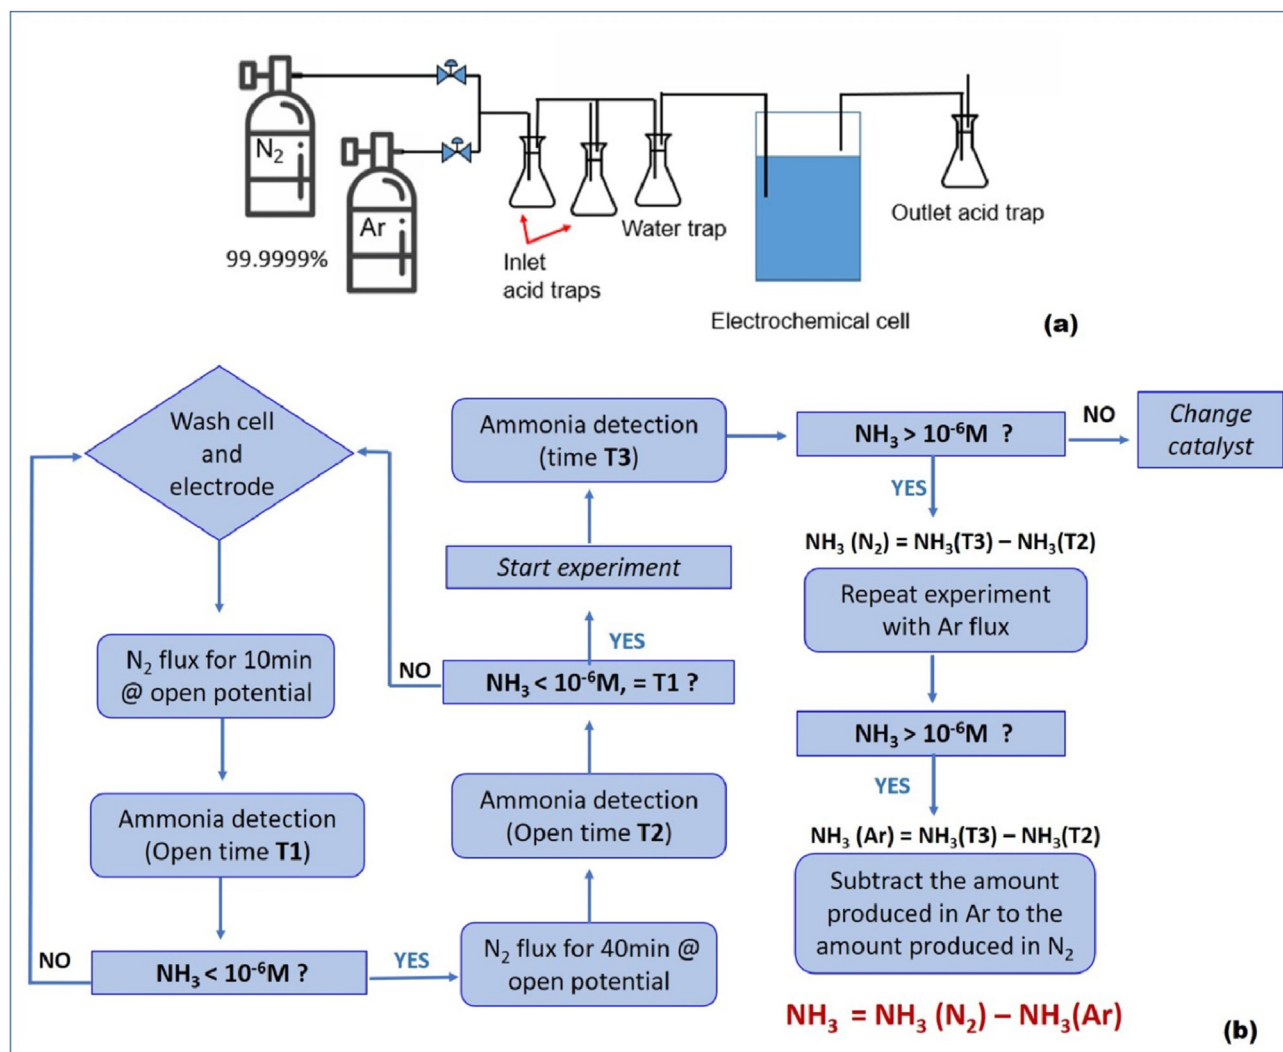 N₂
Ar
99.9999%
Inlet
acid traps
Water trap
Electrochemical cell
Outlet acid trap
(a)
Wash cell
and
electrode
N₂ flux for 10min
@ open potential
Ammonia detection
(Open time T1)
NO
NH₃ < 10⁻⁶M ?
YES
N₂ flux for 40min @
open potential
Ammonia detection
(Open time T2)
NO
NH₃ < 10⁻⁶M, = T1 ?
YES
Start experiment
Ammonia detection
(time T3)
NH₃ > 10⁻⁶M ?
NO
Change
catalyst
YES
NH₃ (N₂) = NH₃(T3) – NH₃(T2)
Repeat experiment
with Ar flux
NH₃ > 10⁻⁶M ?
YES
NH₃ (Ar) = NH₃(T3) – NH₃(T2)
Subtract the amount
produced in Ar to the
amount produced in N₂
NH₃ = NH₃ (N₂) – NH₃(Ar)
(b)